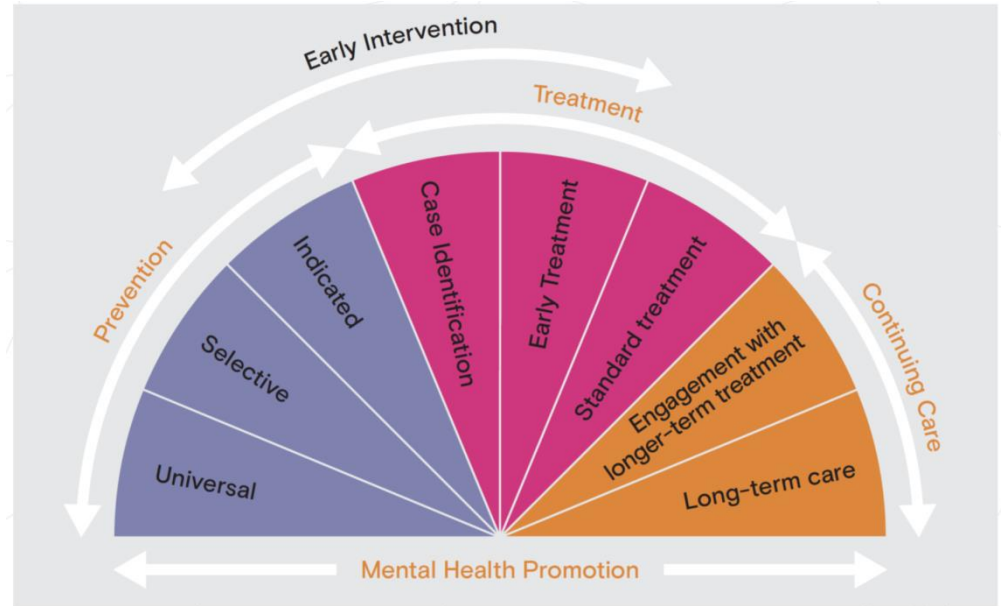 Early Intervention
Treatment
Prevention
Continuing Care
Universal
Selective
Indicated
Case Identification
Early Treatment
Standard treatment
Engagement with
longer-term treatment
Long-term care
Mental Health Promotion